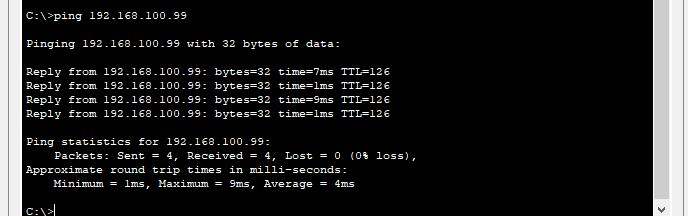 C:\>ping 192.168.100.99
Pinging 192.168.100.99 with 32 bytes of data:
Reply from 192.168.100.99: bytes=32 time=7ms TTL=126
Reply from 192.168.100.99: bytes=32 time=1ms TTL=126
Reply from 192.168.100.99: bytes=32 time=9ms TTL=126
Reply from 192.168.100.99: bytes=32 time=1ms TTL=126
Ping statistics for 192.168.100.99:
Packets: Sent = 4, Received = 4, Lost = 0 (0% loss),
Approximate round trip times in milli-seconds:
Minimum = 1ms, Maximum = 9ms, Average = 4ms
C:\>